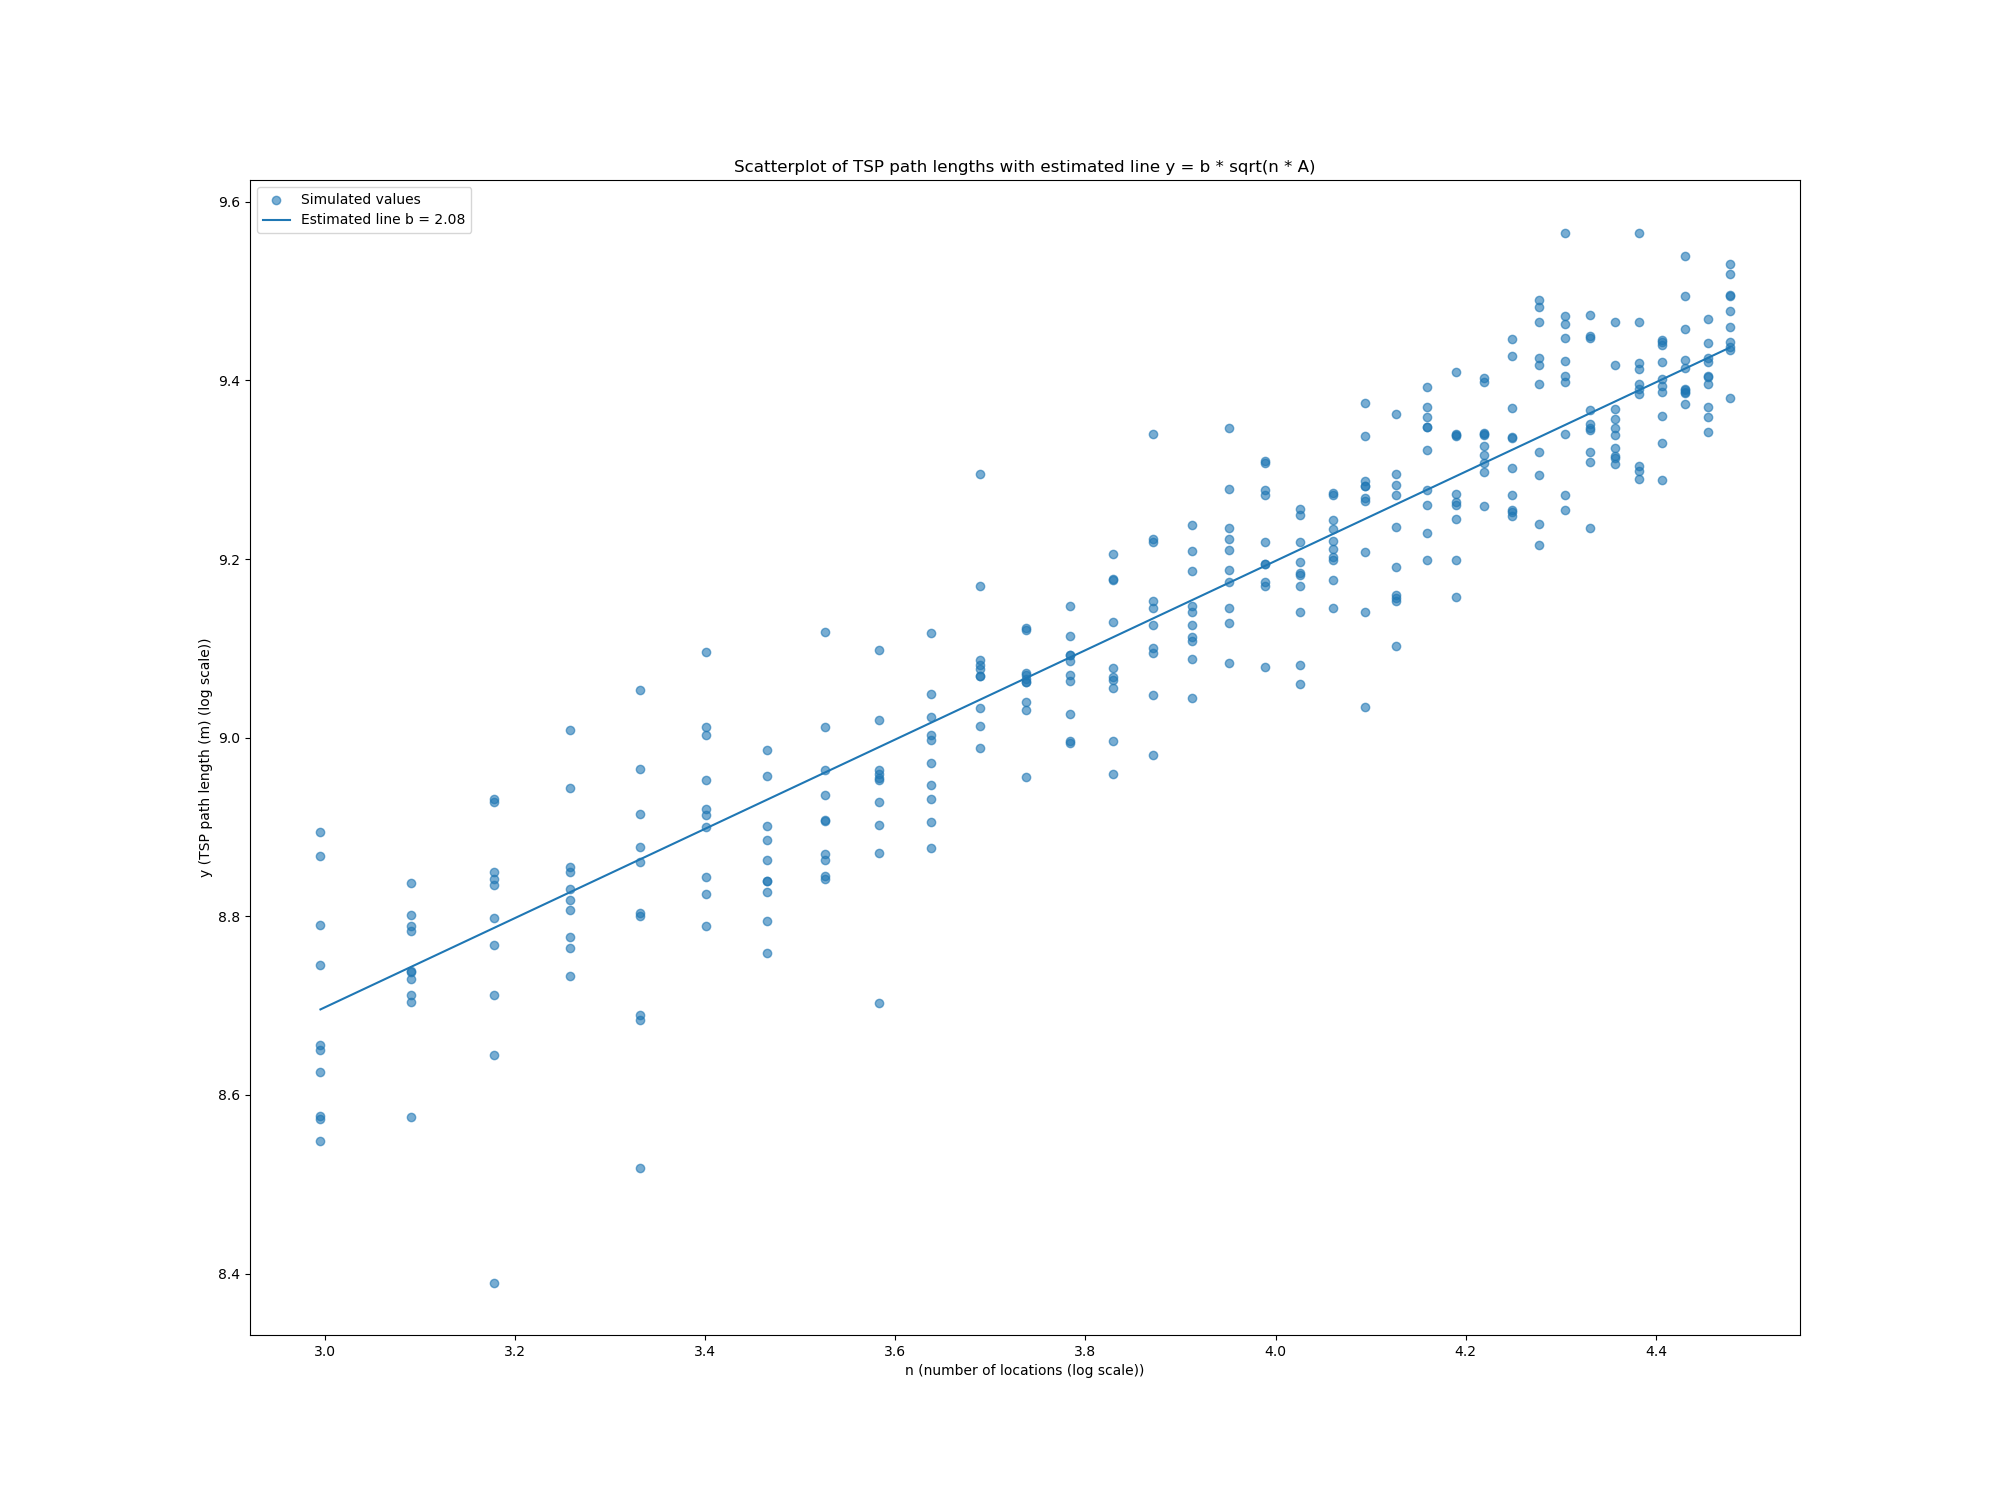 Scatterplot of TSP path lengths with estimated line y = b * sqrt(n * A)
Simulated values
Estimated line b = 2.08
y (TSP path length (m) (log scale))
9.6
9.4
9.2
9.0
8.8
8.6
8.4
3.0 3.2 3.4 3.6 3.8 4.0 4.2 4.4
n (number of locations (log scale))